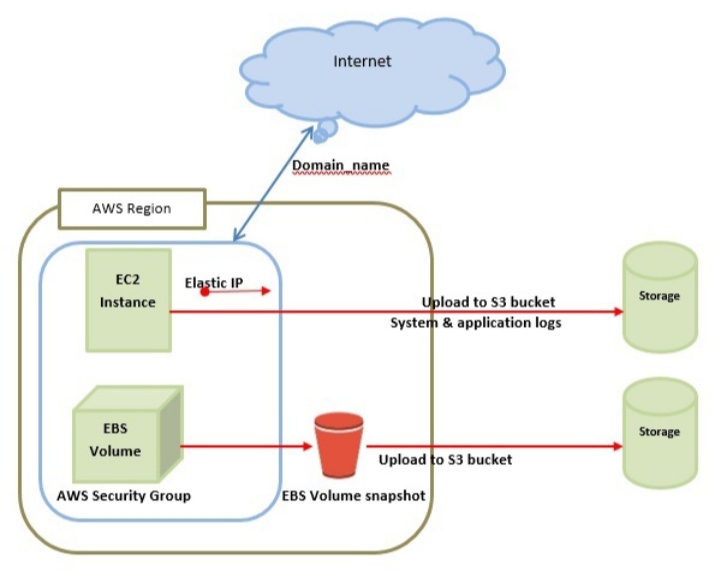 Internet
Domain name
AWS Region
EC2
Instance
Elastic IP
Upload to S3 bucket
System & application logs
Storage
EBS
Volume
AWS Security Group
EBS Volume snapshot
Upload to S3 bucket
Storage